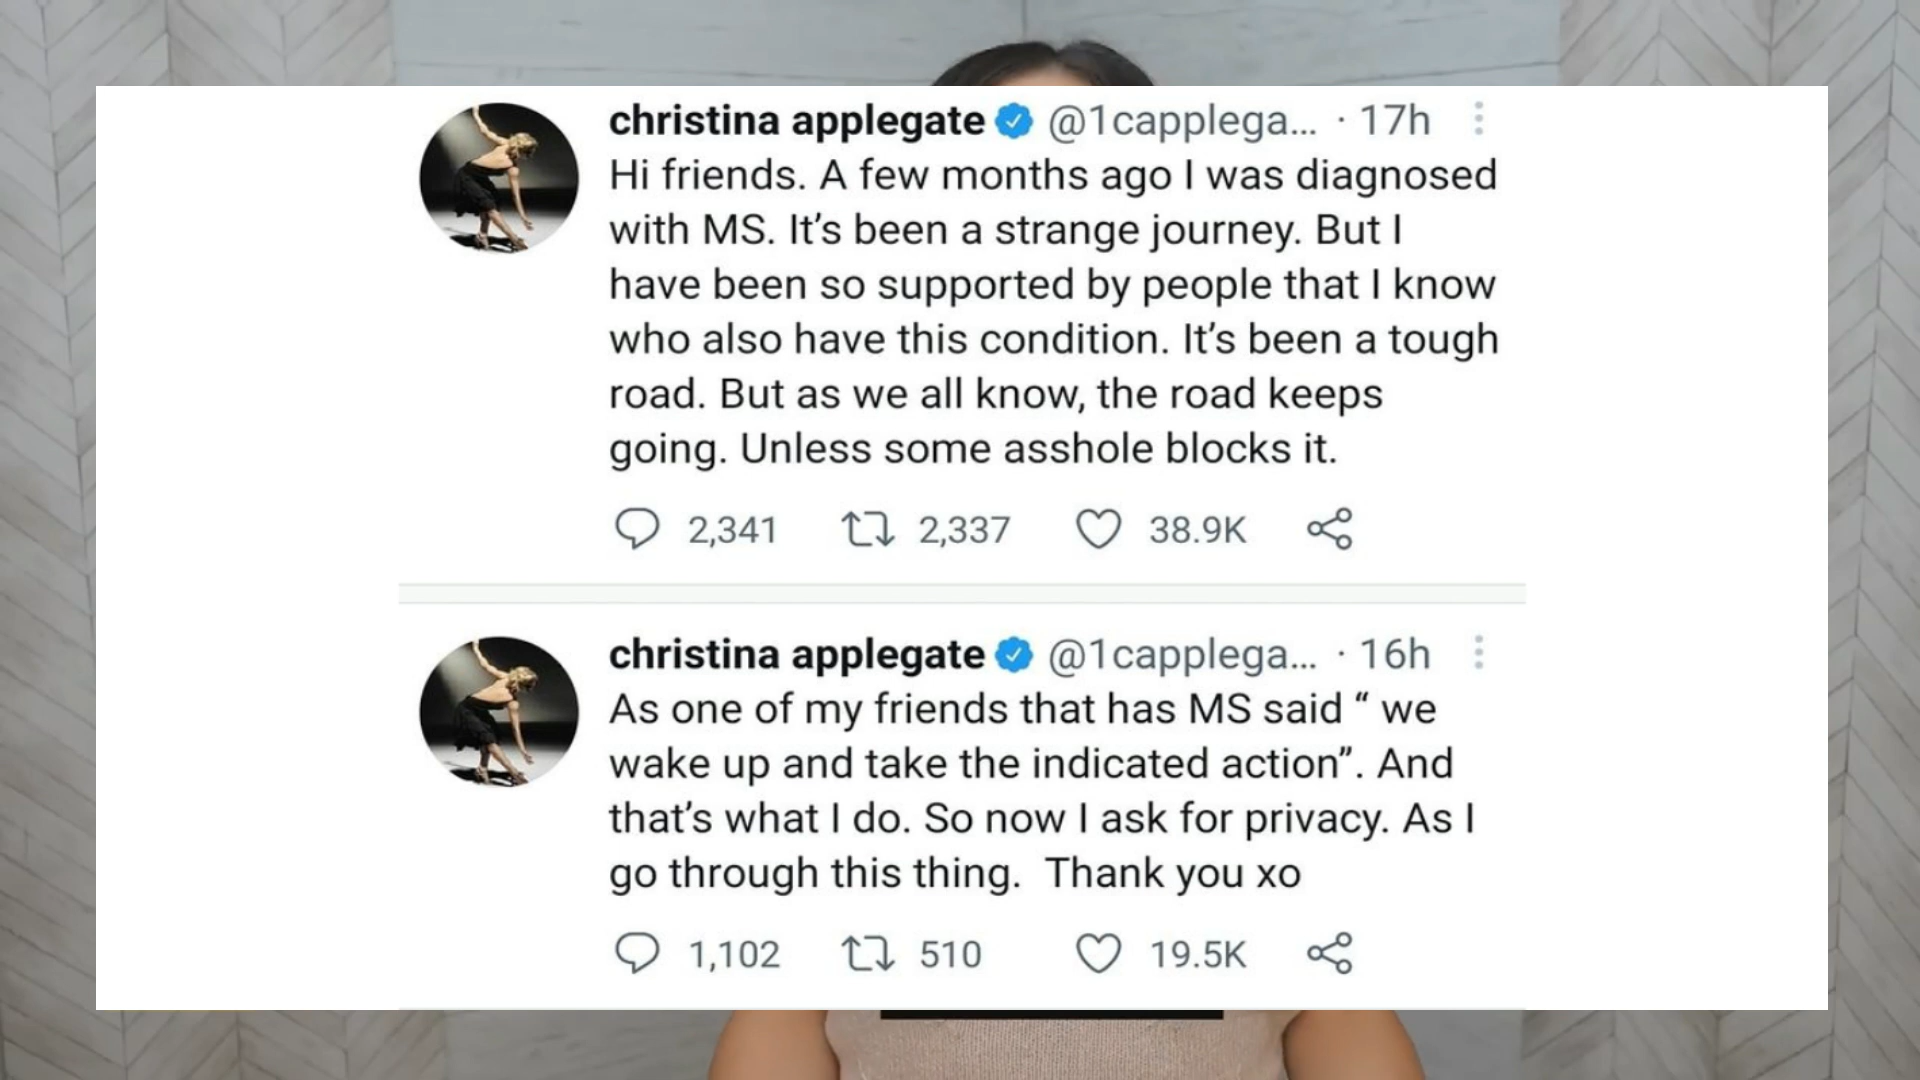 christina applegate @1capplega... · 17h
Hi friends. A few months ago I was diagnosed
with MS. It’s been a strange journey. But I
have been so supported by people that I know
who also have this condition. It’s been a tough
road. But as we all know, the road keeps
going. Unless some asshole blocks it.
2,341 2,337 38.9K
christina applegate @1capplega... · 16h
As one of my friends that has MS said “ we
wake up and take the indicated action”. And
that’s what I do. So now I ask for privacy. As I
go through this thing.  Thank you xo
1,102 510 19.5K